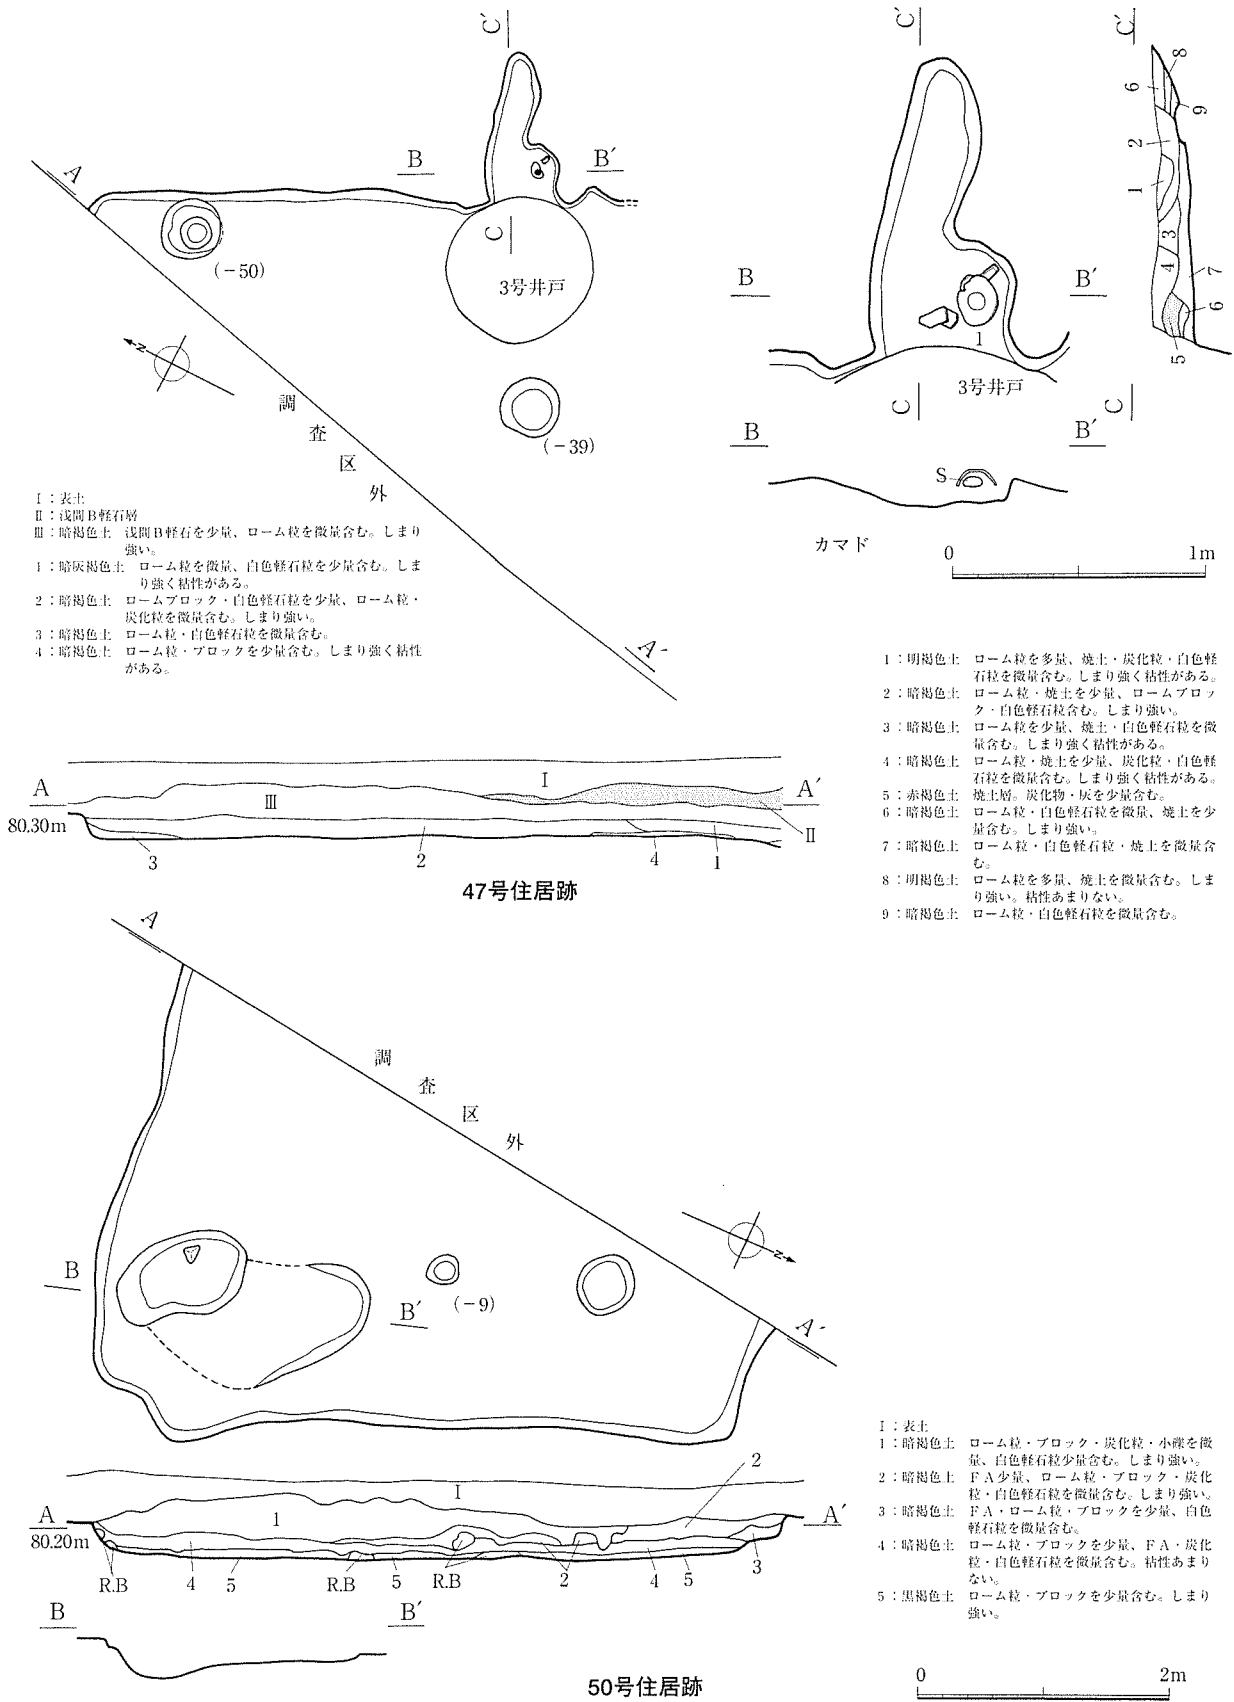 C C′
A
B B′
C
3号井戸
(-50)
N
調
査
区
外
(-39)
A′
Ⅰ：表土
Ⅱ：浅間B軽石層
Ⅲ：暗褐色土 浅間B軽石を少量、ローム粒を微量含む。しまり
強い。
1：暗灰褐色土 ローム粒を微量、白色軽石粒を少量含む。しま
り強く粘性がある。
2：暗褐色土 ロームブロック・白色軽石粒を少量、ローム粒・
炭化粒を微量含む。しまり強い。
3：暗褐色土 ローム粒・白色軽石粒を微量含む。
4：暗褐色土 ローム粒・ブロックを少量含む。しまり強く粘性
がある。
C′
B B′
1
3号井戸
C
B B′
S
カマド
0 1m
C′
8
6
9
2
1
3
4
7
6
5
C
1：明褐色土 ローム粒を多量、焼土・炭化粒・白色軽
石粒を微量含む。しまり強く粘性がある。
2：暗褐色土 ローム粒・焼土を少量、ロームブロッ
ク・白色軽石粒含む。しまり強い。
3：暗褐色土 ローム粒を少量、焼土・白色軽石粒を微
量含む。しまり強く粘性がある。
4：暗褐色土 ローム粒・焼土を少量、炭化粒・白色軽
石粒を微量含む。しまり強く粘性がある。
5：赤褐色土 焼土層。炭化物・灰を少量含む。
6：暗褐色土 ローム粒・白色軽石粒を微量、焼土を少
量含む。しまり強い。
7：暗褐色土 ローム粒・白色軽石粒・焼土を微量含
む。
8：明褐色土 ローム粒を多量、焼土を微量含む。しま
り強い。粘性あまりない。
9：暗褐色土 ローム粒・白色軽石粒を微量含む。
A Ⅲ Ⅰ A′
80.30m Ⅱ
3 2 4 1
47号住居跡
A
調
査
区
外
N
B
B′ (-9)
A′
Ⅰ 2
A 1 A′
80.20m
R.B 4 5 R.B 5 R.B 2 4 5 3
B B′
50号住居跡
Ⅰ：表土
1：暗褐色土 ローム粒・ブロック・炭化粒・小礫を微
量、白色軽石粒少量含む。しまり強い。
2：暗褐色土 FA少量、ローム粒・ブロック・炭化
粒・白色軽石粒を微量含む。しまり強い。
3：暗褐色土 FA・ローム粒・ブロックを少量、白色
軽石粒を微量含む。
4：暗褐色土 ローム粒・ブロックを少量、FA・炭化
粒・白色軽石粒を微量含む。粘性あまり
ない。
5：黒褐色土 ローム粒・ブロックを少量含む。しまり
強い。
0 2m